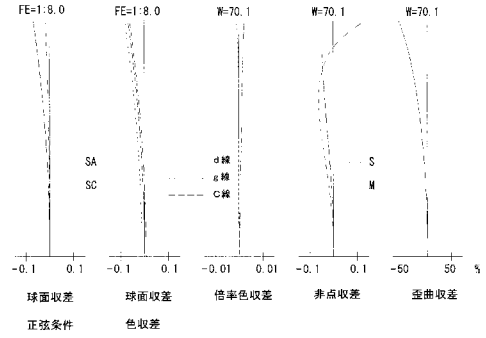 FE=1:8.0 FE=1:8.0 W=70.1 W=70.1 W=70.1
SA d線 S
g線
SC M
C線
-0.1 0.1 -0.1 0.1 -0.01 0.01 -0.1 0.1 -50 50 %
球面収差 球面収差 倍率色収差 非点収差 歪曲収差
正弦条件 色収差